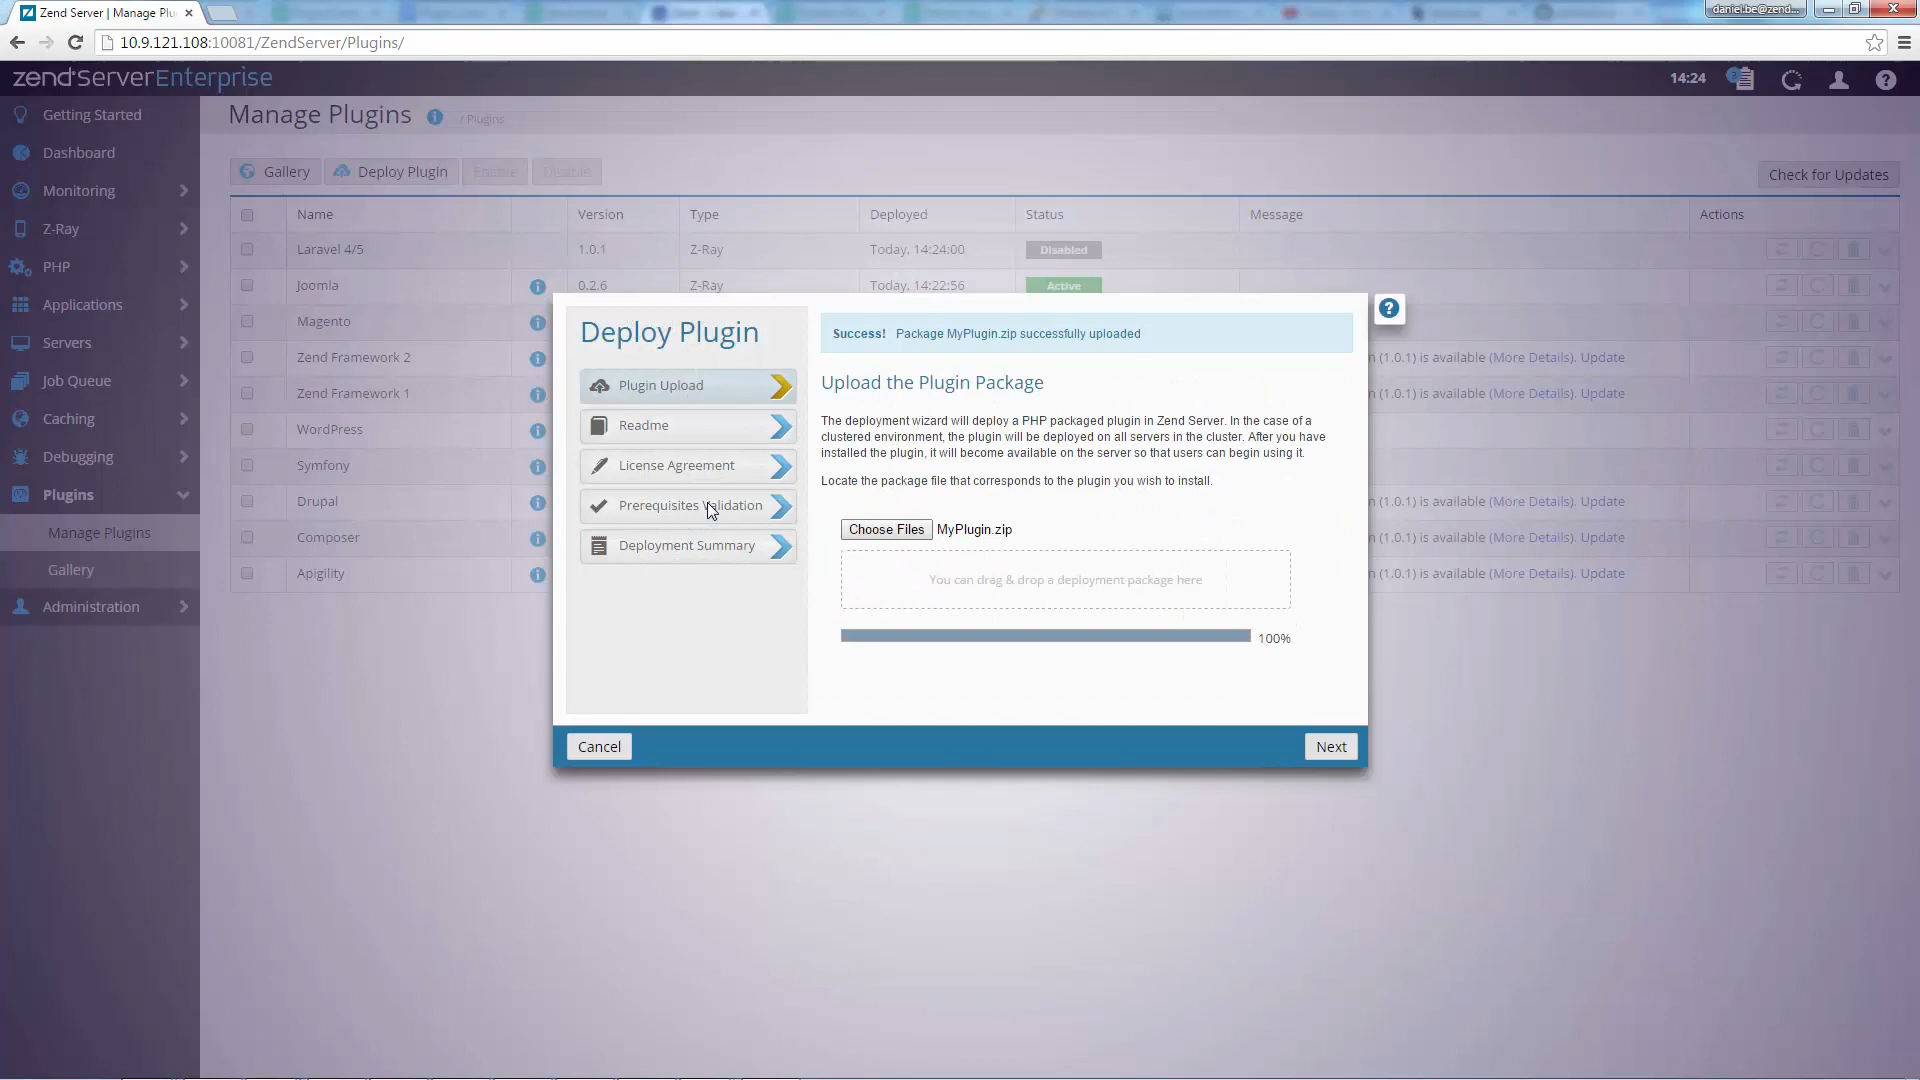 Zend Server | Manage Plu
daniel.be@zend...
10.9.121.108:10081/ZendServer/Plugins/
zend Server Enterprise
14:24
Getting Started
Dashboard
Monitoring
Z-Ray
PHP
Applications
Servers
Job Queue
Caching
Debugging
Plugins
Manage Plugins
Gallery
Administration
Manage Plugins
/ Plugins
Gallery
Deploy Plugin
Enable
Disable
Check for Updates
Name Version Type Deployed Status Message Actions
Laravel 4/5 1.0.1 Z-Ray Today, 14:24:00 Disabled
Joomla 0.2.6 Z-Ray Today, 14:22:56 Active
Magento
Zend Framework 2 n (1.0.1) is available (More Details). Update
Zend Framework 1 n (1.0.1) is available (More Details). Update
WordPress
Symfony
Drupal n (1.0.1) is available (More Details). Update
Composer n (1.0.1) is available (More Details). Update
Apigility n (1.0.1) is available (More Details). Update
Deploy Plugin
Plugin Upload
Readme
License Agreement
Prerequisites Validation
Deployment Summary
Success! Package MyPlugin.zip successfully uploaded
Upload the Plugin Package
The deployment wizard will deploy a PHP packaged plugin in Zend Server. In the case of a
clustered environment, the plugin will be deployed on all servers in the cluster. After you have
installed the plugin, it will become available on the server so that users can begin using it.
Locate the package file that corresponds to the plugin you wish to install.
Choose Files MyPlugin.zip
You can drag & drop a deployment package here
100%
Cancel
Next